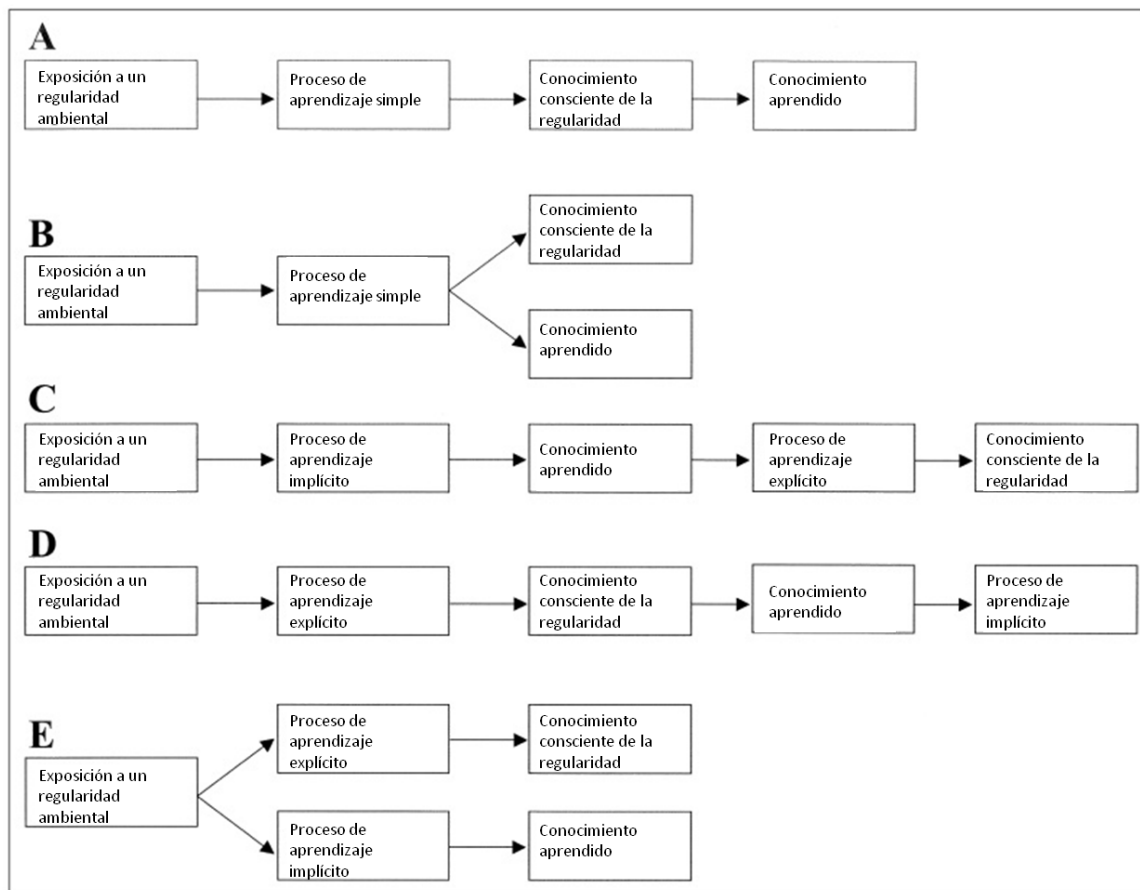 A
Exposición a un
regularidad
ambiental
Proceso de
aprendizaje simple
Conocimiento
consciente de la
regularidad
Conocimiento
aprendido
B
Exposición a un
regularidad
ambiental
Proceso de
aprendizaje simple
Conocimiento
consciente de la
regularidad
Conocimiento
aprendido
C
Exposición a un
regularidad
ambiental
Proceso de
aprendizaje
implícito
Conocimiento
aprendido
Proceso de
aprendizaje
explícito
Conocimiento
consciente de la
regularidad
D
Exposición a un
regularidad
ambiental
Proceso de
aprendizaje
explícito
Conocimiento
consciente de la
regularidad
Conocimiento
aprendido
Proceso de
aprendizaje
implícito
E
Exposición a un
regularidad
ambiental
Proceso de
aprendizaje
explícito
Conocimiento
consciente de la
regularidad
Proceso de
aprendizaje
implícito
Conocimiento
aprendido